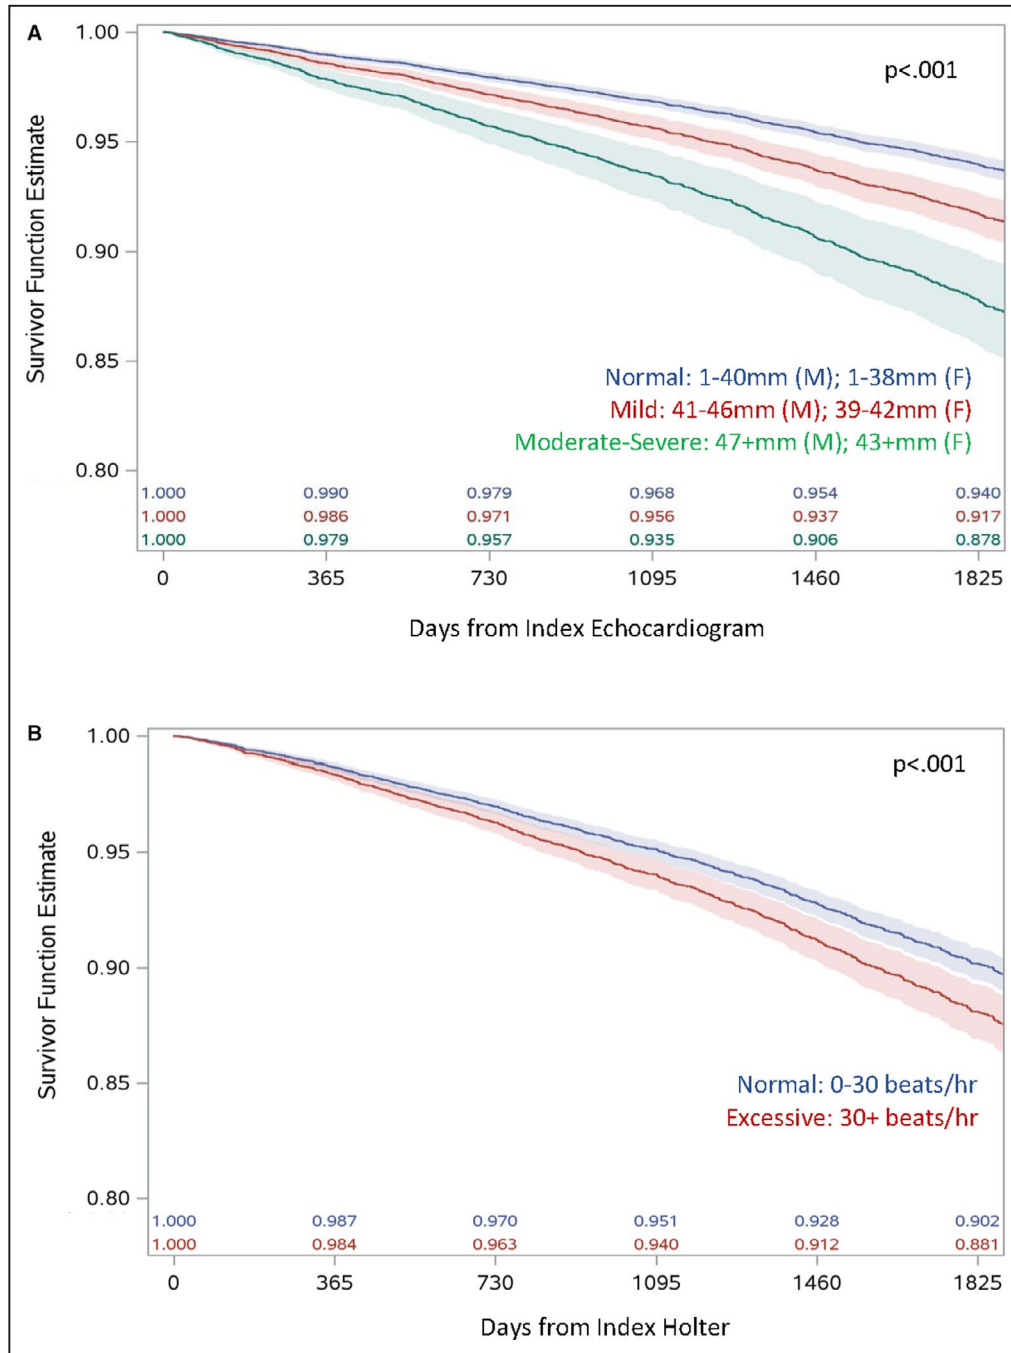 A
1.00
0.95
0.90
0.85
0.80
Survivor Function Estimate
p<.001
Normal: 1-40mm (M); 1-38mm (F)
Mild: 41-46mm (M); 39-42mm (F)
Moderate-Severe: 47+mm (M); 43+mm (F)
1.000 0.990 0.979 0.968 0.954 0.940
1.000 0.986 0.971 0.956 0.937 0.917
1.000 0.979 0.957 0.935 0.906 0.878
0 365 730 1095 1460 1825
Days from Index Echocardiogram
B
1.00
0.95
0.90
0.85
0.80
Survivor Function Estimate
p<.001
Normal: 0-30 beats/hr
Excessive: 30+ beats/hr
1.000 0.987 0.970 0.951 0.928 0.902
1.000 0.984 0.963 0.940 0.912 0.881
0 365 730 1095 1460 1825
Days from Index Holter